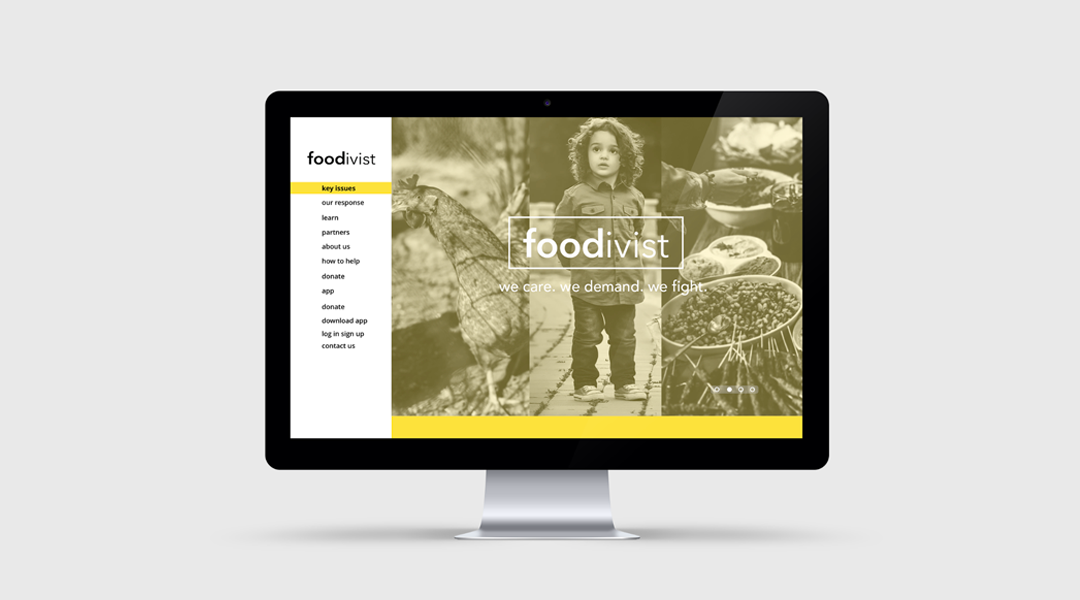 foodivist
key issues
our response
learn
partners
about us
how to help
donate
app
donate
download app
log in sign up
contact us
foodivist
we care. we demand. we fight.